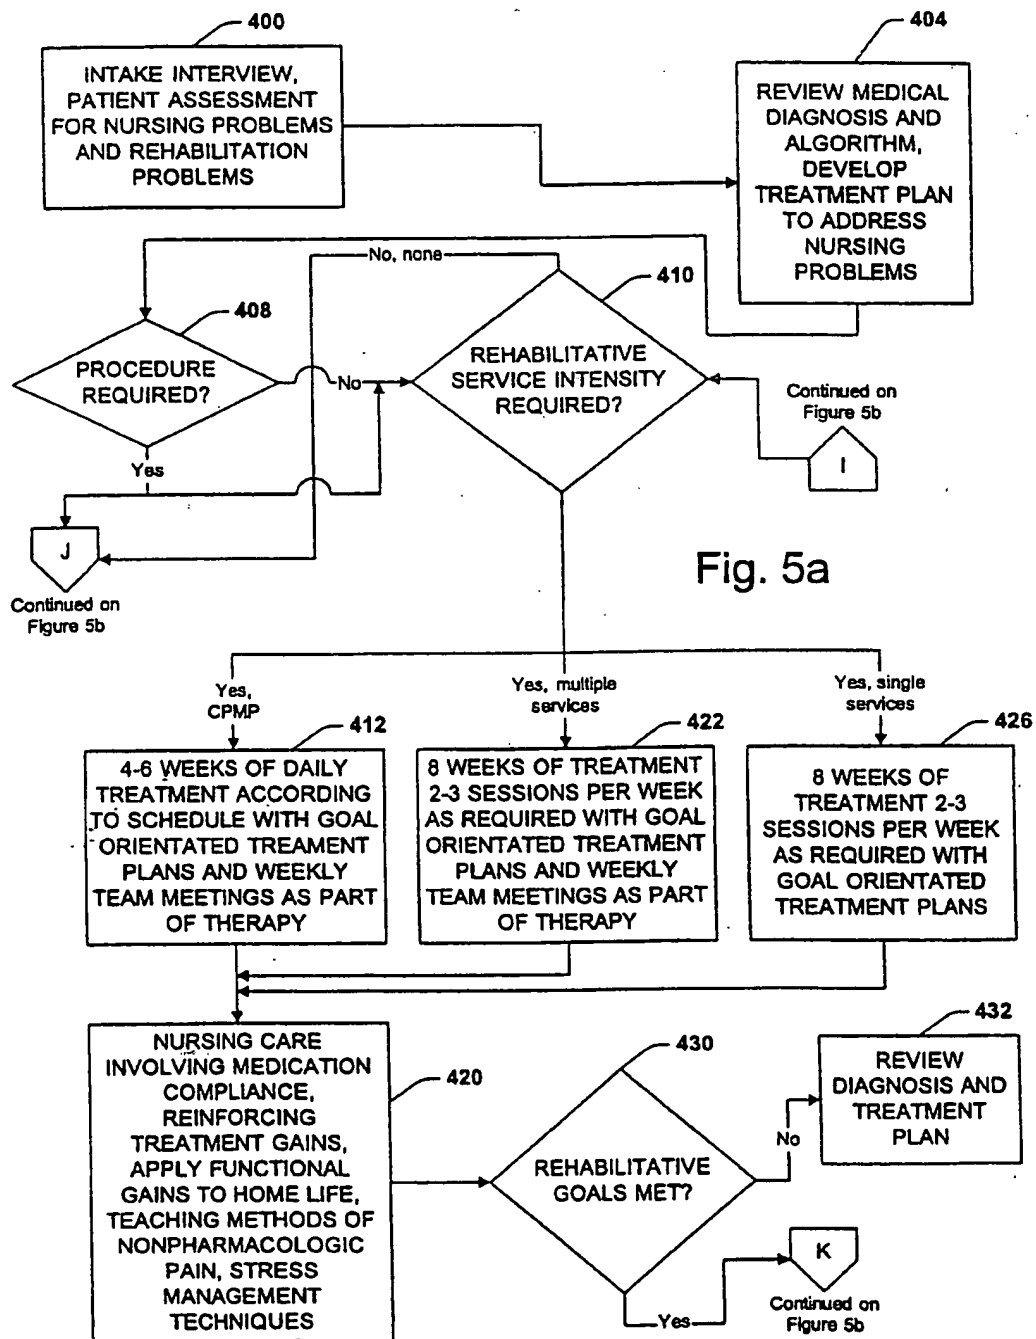 400
INTAKE INTERVIEW,
PATIENT ASSESSMENT
FOR NURSING PROBLEMS
AND REHABILITATION
PROBLEMS
404
REVIEW MEDICAL
DIAGNOSIS AND
ALGORITHM,
DEVELOP
TREATMENT PLAN
TO ADDRESS
NURSING
PROBLEMS
No, none
410
408
PROCEDURE
REQUIRED?
No
REHABILITATIVE
SERVICE INTENSITY
REQUIRED?
Continued on
Figure 5b
I
Yes
J
Continued on
Figure 5b
Fig. 5a
Yes,
CPMP
Yes, multiple
services
Yes, single
services
412
4-6 WEEKS OF DAILY
TREATMENT ACCORDING
TO SCHEDULE WITH GOAL
ORIENTATED TREAMENT
PLANS AND WEEKLY
TEAM MEETINGS AS PART
OF THERAPY
422
8 WEEKS OF TREATMENT
2-3 SESSIONS PER WEEK
AS REQUIRED WITH GOAL
ORIENTATED TREATMENT
PLANS AND WEEKLY
TEAM MEETINGS AS PART
OF THERAPY
426
8 WEEKS OF
TREATMENT 2-3
SESSIONS PER WEEK
AS REQUIRED WITH
GOAL ORIENTATED
TREATMENT PLANS
NURSING CARE
INVOLVING MEDICATION
COMPLIANCE,
REINFORCING
TREATMENT GAINS,
APPLY FUNCTIONAL
GAINS TO HOME LIFE,
TEACHING METHODS OF
NONPHARMACOLOGIC
PAIN, STRESS
MANAGEMENT
TECHNIQUES
420
430
REHABILITATIVE
GOALS MET?
No
432
REVIEW
DIAGNOSIS AND
TREATMENT
PLAN
Yes
K
Continued on
Figure 5b